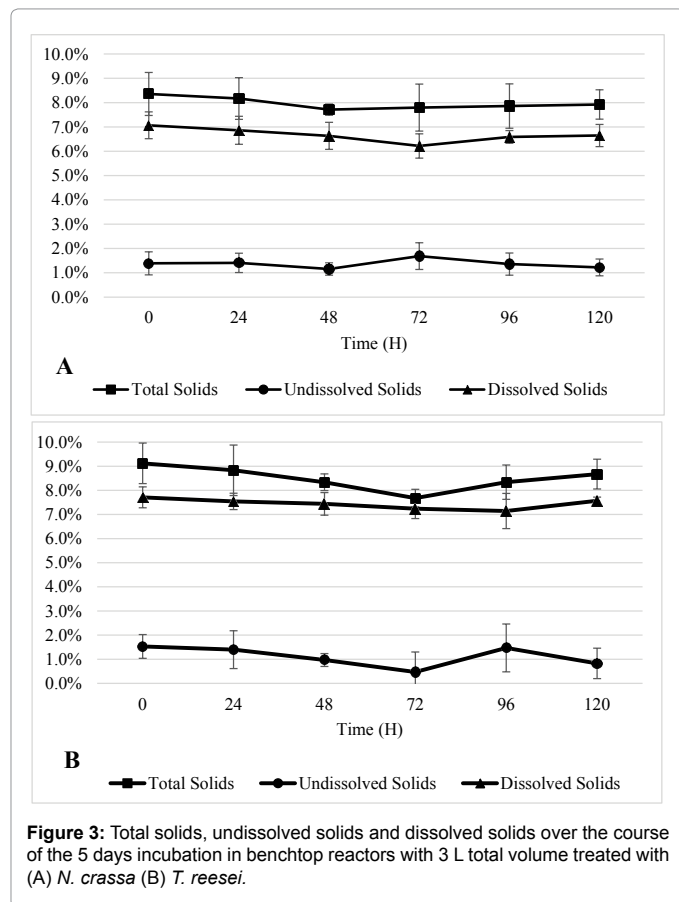 10.0%
9.0%
8.0%
7.0%
6.0%
5.0%
4.0%
3.0%
2.0%
1.0%
0.0%
0 24 48 72 96 120
Time (H)
A
Total Solids Undissolved Solids Dissolved Solids
10.0%
9.0%
8.0%
7.0%
6.0%
5.0%
4.0%
3.0%
2.0%
1.0%
0.0%
0 24 48 72 96 120
Time (H)
B
Total Solids Undissolved Solids Dissolved Solids
Figure 3: Total solids, undissolved solids and dissolved solids over the course
of the 5 days incubation in benchtop reactors with 3 L total volume treated with
(A) N. crassa (B) T. reesei.